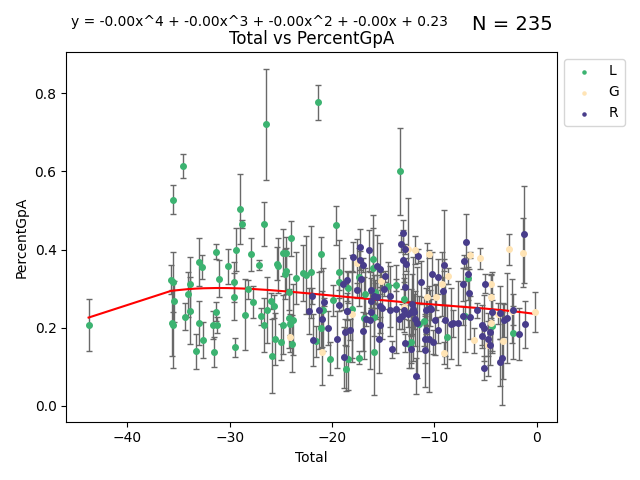 y = -0.00x^4 + -0.00x^3 + -0.00x^2 + -0.00x + 0.23
N = 235
Total vs PercentGpA
L
G
R
PercentGpA
0.8
0.6
0.4
0.2
0.0
−40
−30
−20
−10
0
Total